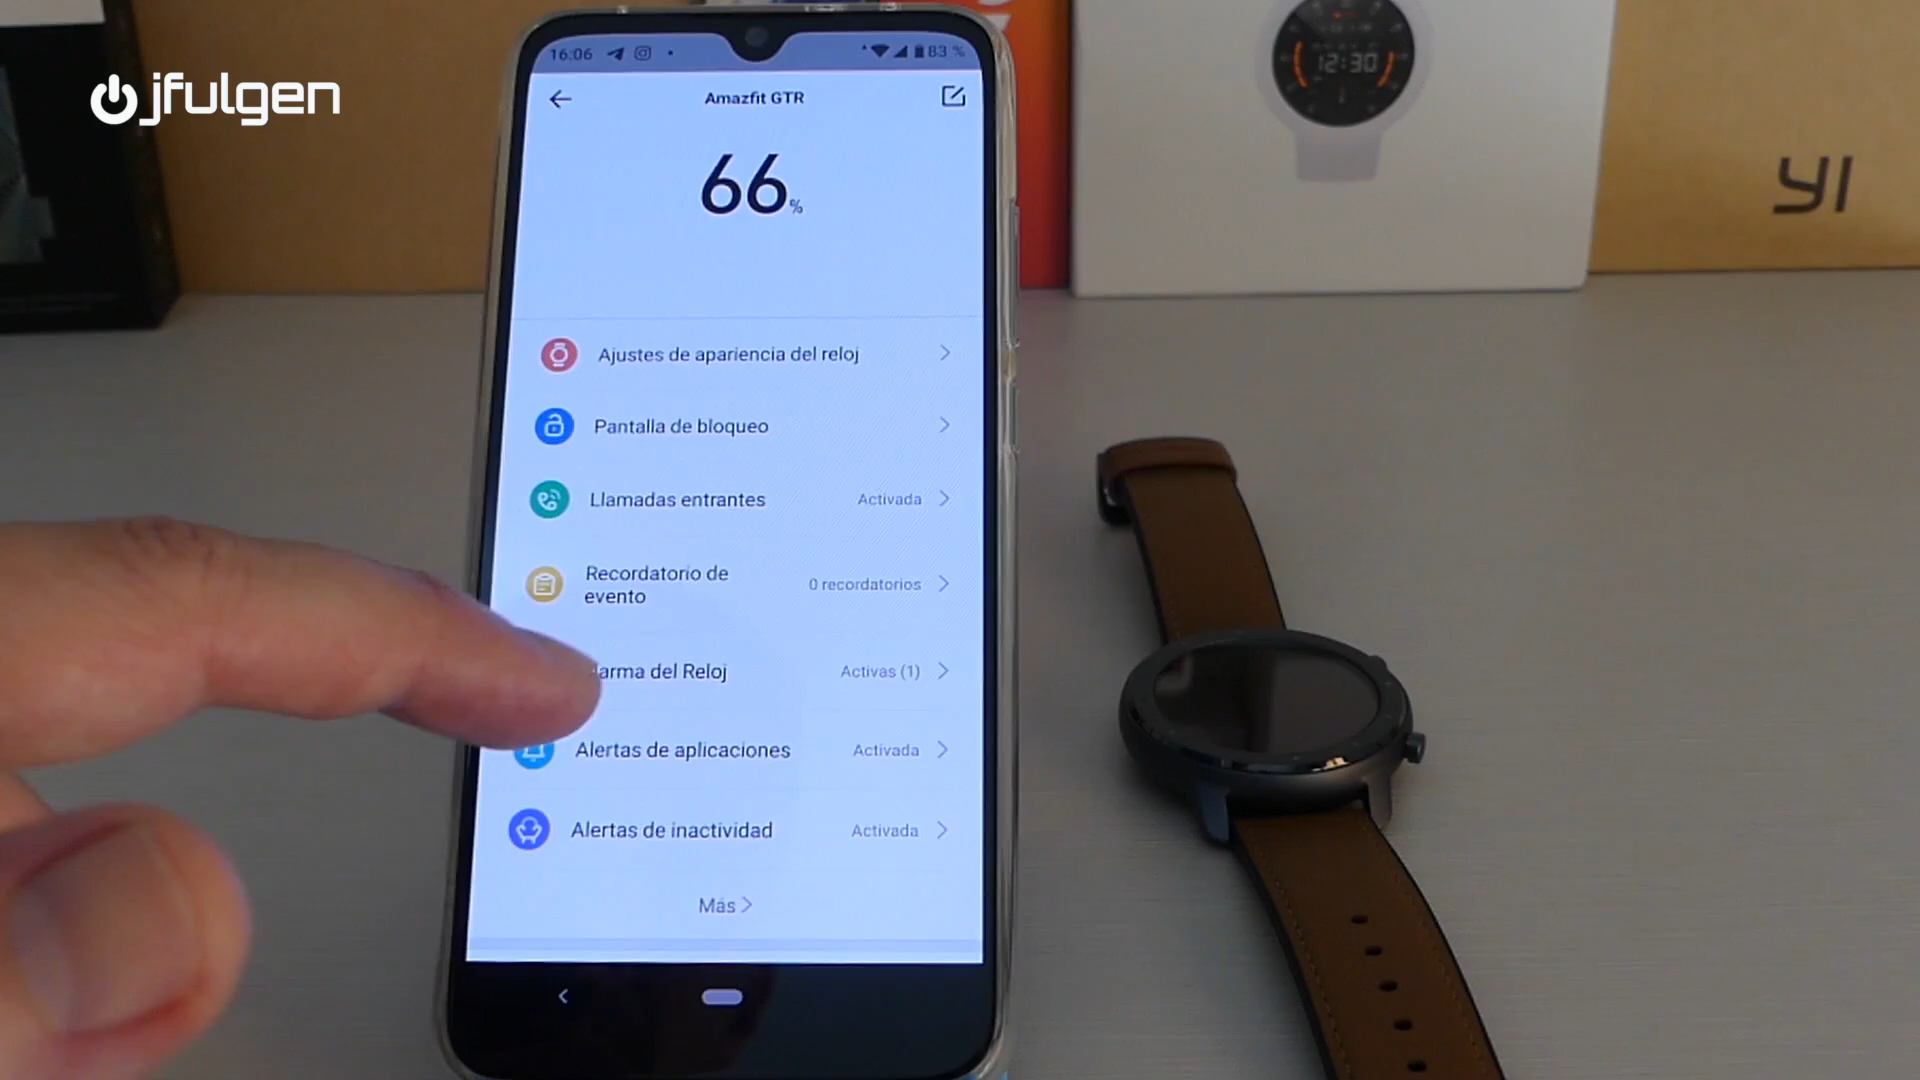 jfulgen
16:06
83 %
Amazfit GTR
66%
Ajustes de apariencia del reloj
Pantalla de bloqueo
Llamadas entrantes Activada
Recordatorio de
evento
0 recordatorios
larma del Reloj Activas (1)
Alertas de aplicaciones Activada
Alertas de inactividad Activada
Más
12:30
YI